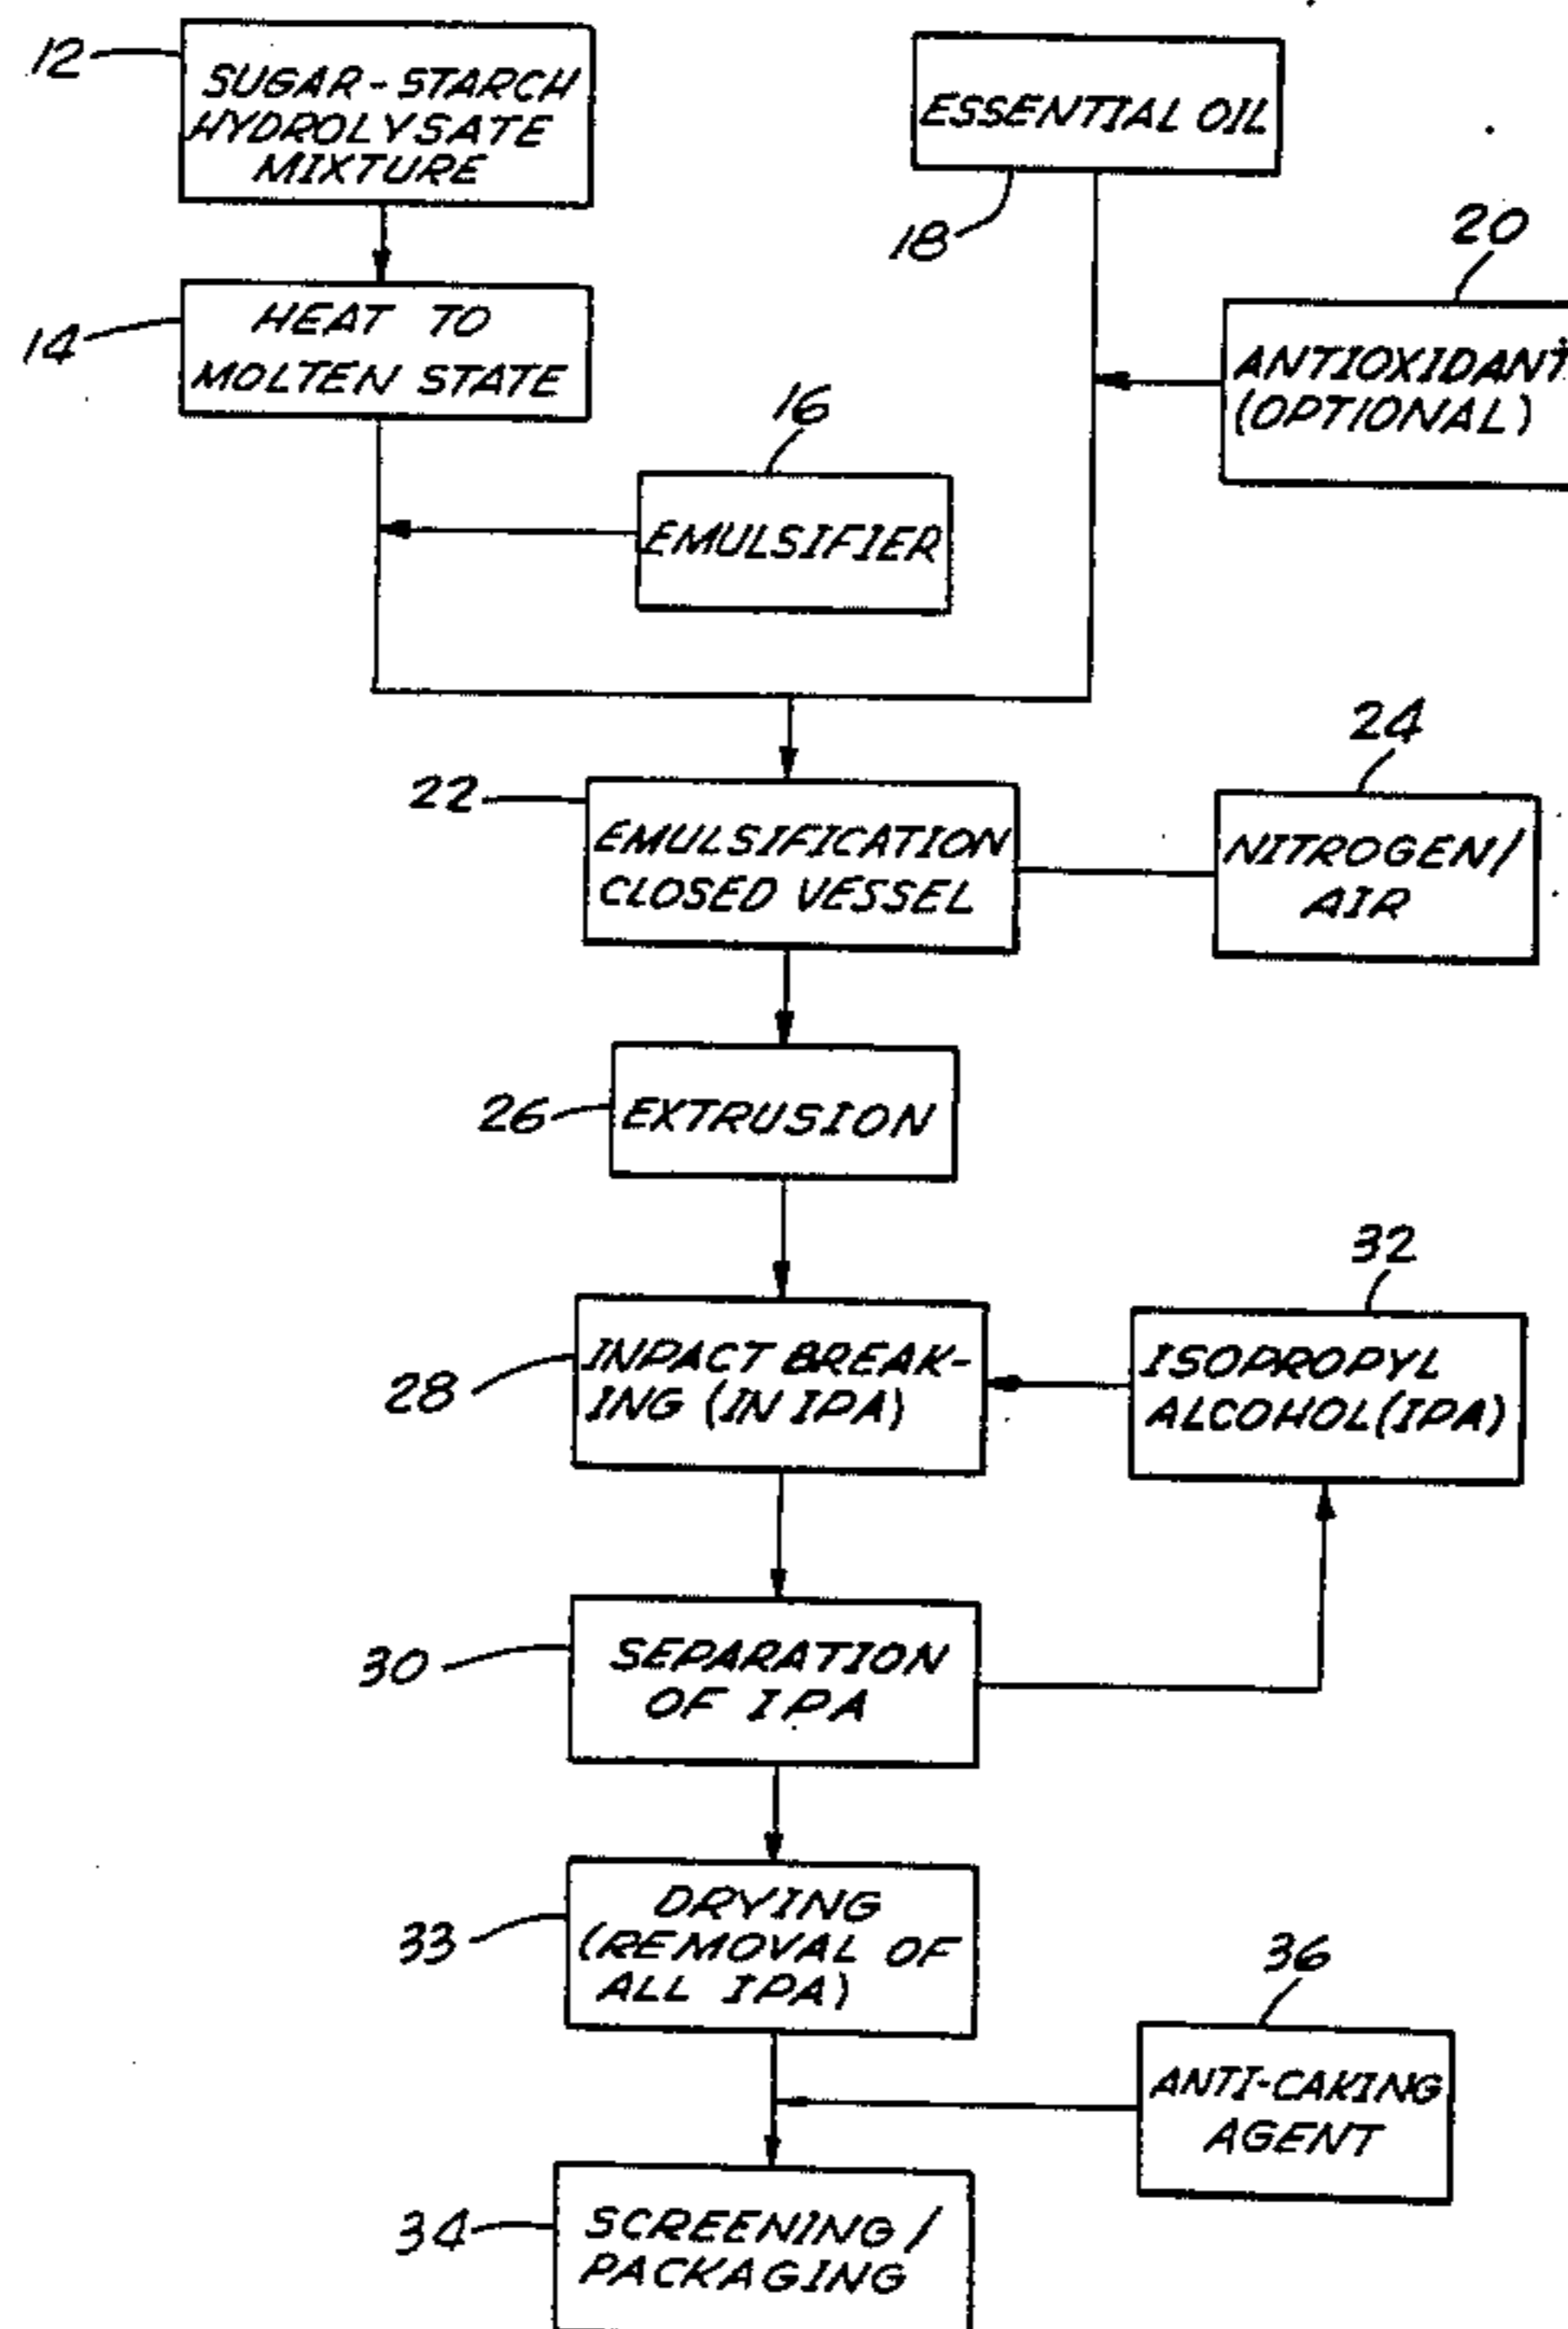 12
SUGAR-STARCH
HYDROLYSATE
MIXTURE
ESSENTIAL OIL
18
20
14
HEAT TO
MOLTEN STATE
ANTIOXIDANT
(OPTIONAL)
16
EMULSIFIER
24
22
EMULSIFICATION
CLOSED VESSEL
NITROGEN/
AIR
26
EXTRUSION
32
28
INPACT BREAK-
ING (IN IPA)
ISOPROPYL
ALCOHOL(IPA)
30
SEPARATION
OF IPA
33
DRYING
(REMOVAL OF
ALL IPA)
36
ANTI-CAKING
AGENT
34
SCREENING/
PACKAGING